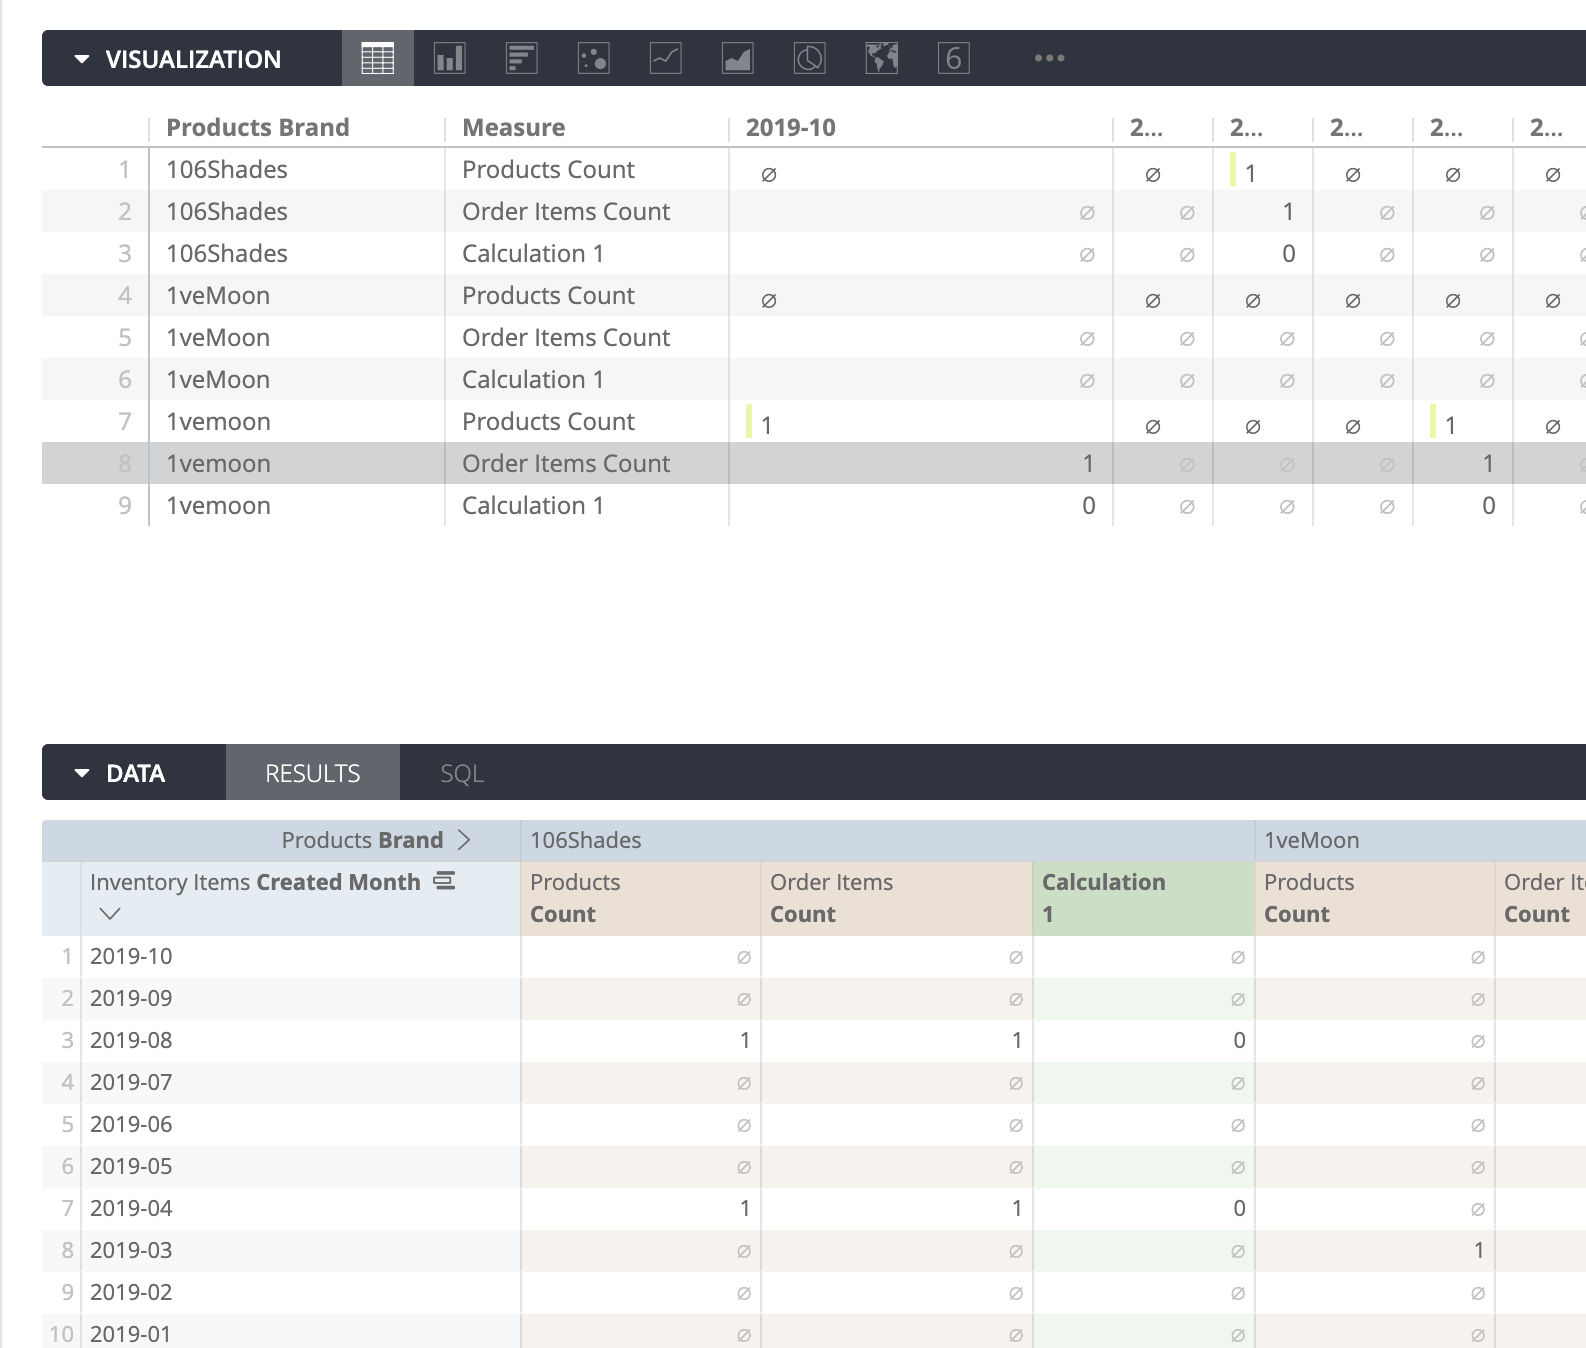 VISUALIZATION 6 •••
Products Brand Measure 2019-10 2... 2... 2... 2... 2...
1 106Shades Products Count ∅ ∅ 1 ∅ ∅ ∅
2 106Shades Order Items Count ∅ ∅ 1 ∅ ∅
3 106Shades Calculation 1 ∅ ∅ 0 ∅ ∅
4 1veMoon Products Count ∅ ∅ ∅ ∅ ∅ ∅
5 1veMoon Order Items Count ∅ ∅ ∅ ∅ ∅
6 1veMoon Calculation 1 ∅ ∅ ∅ ∅ ∅
7 1vemoon Products Count 1 ∅ ∅ ∅ 1 ∅
8 1vemoon Order Items Count 1 ∅ ∅ ∅ 1
9 1vemoon Calculation 1 0 ∅ ∅ ∅ 0
DATA RESULTS SQL
Products Brand 106Shades 1veMoon
Inventory Items Created Month Products Order Items Calculation Products Order
Count Count 1 Count Count
1 2019-10 ∅ ∅ ∅ ∅
2 2019-09 ∅ ∅ ∅ ∅
3 2019-08 1 1 0 ∅
4 2019-07 ∅ ∅ ∅ ∅
5 2019-06 ∅ ∅ ∅ ∅
6 2019-05 ∅ ∅ ∅ ∅
7 2019-04 1 1 0 ∅
8 2019-03 ∅ ∅ ∅ 1
9 2019-02 ∅ ∅ ∅ ∅
10 2019-01 ∅ ∅ ∅ ∅